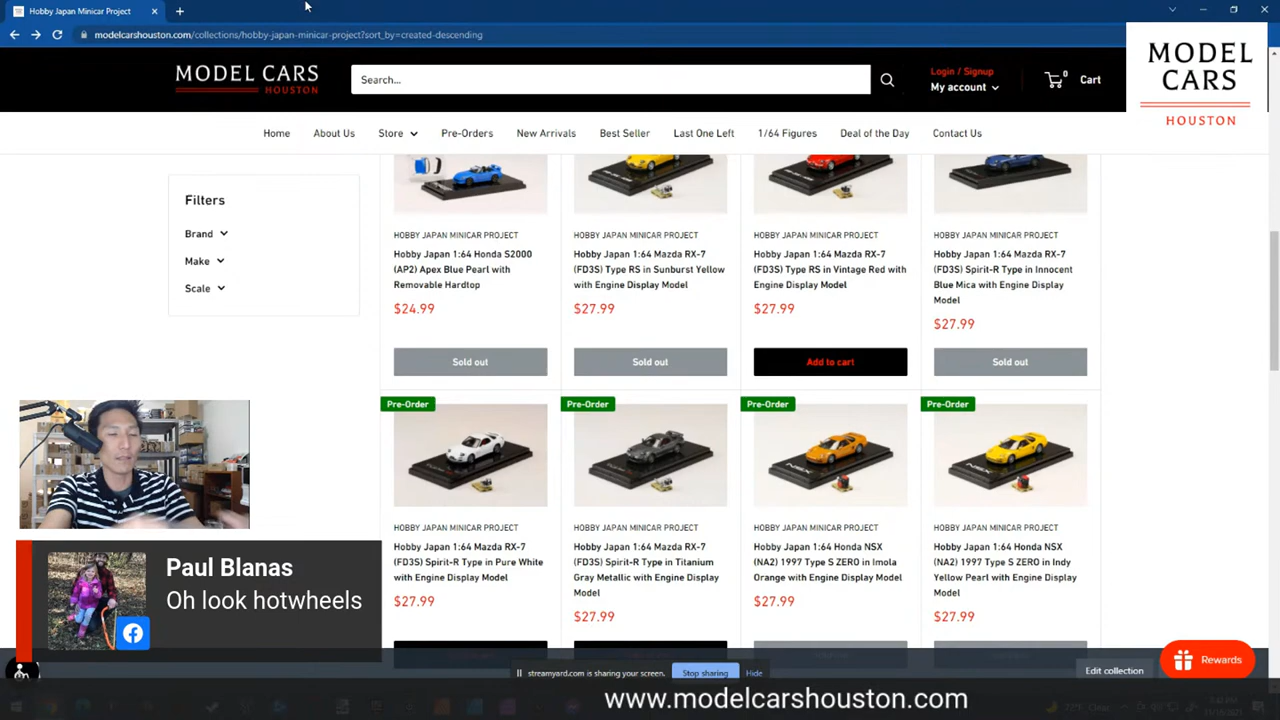 Hobby Japan Minicar Project
modelcarshouston.com/collections/hobby-japan-minicar-project?sort_by=created-descending
MODEL CARS
HOUSTON
Search...
Login / Signup
My account
0
Cart
MODEL
CARS
HOUSTON
Home
About Us
Store
Pre-Orders
New Arrivals
Best Seller
Last One Left
1/64 Figures
Deal of the Day
Contact Us
Filters
Brand
Make
Scale
HOBBY JAPAN MINICAR PROJECT
Hobby Japan 1:64 Honda S2000
(AP2) Apex Blue Pearl with
Removable Hardtop
$24.99
Sold out
HOBBY JAPAN MINICAR PROJECT
Hobby Japan 1:64 Mazda RX-7
(FD3S) Type RS in Sunburst Yellow
with Engine Display Model
$27.99
Sold out
HOBBY JAPAN MINICAR PROJECT
Hobby Japan 1:64 Mazda RX-7
(FD3S) Type RS in Vintage Red with
Engine Display Model
$27.99
Add to cart
HOBBY JAPAN MINICAR PROJECT
Hobby Japan 1:64 Mazda RX-7
(FD3S) Spirit-R Type in Innocent
Blue Mica with Engine Display
Model
$27.99
Sold out
Pre-Order
HOBBY JAPAN MINICAR PROJECT
Hobby Japan 1:64 Mazda RX-7
(FD3S) Spirit-R Type in Pure White
with Engine Display Model
$27.99
Pre-Order
HOBBY JAPAN MINICAR PROJECT
Hobby Japan 1:64 Mazda RX-7
(FD3S) Spirit-R Type in Titanium
Gray Metallic with Engine Display
Model
$27.99
Pre-Order
NSX
HOBBY JAPAN MINICAR PROJECT
Hobby Japan 1:64 Honda NSX
(NA2) 1997 Type S ZERO in Imola
Orange with Engine Display Model
$27.99
Pre-Order
NSX
HOBBY JAPAN MINICAR PROJECT
Hobby Japan 1:64 Honda NSX
(NA2) 1997 Type S ZERO in Indy
Yellow Pearl with Engine Display
Model
$27.99
Paul Blanas
Oh look hotwheels
streamyard.com is sharing your screen.
Stop sharing
Hide
Edit collection
Rewards
www.modelcarshouston.com